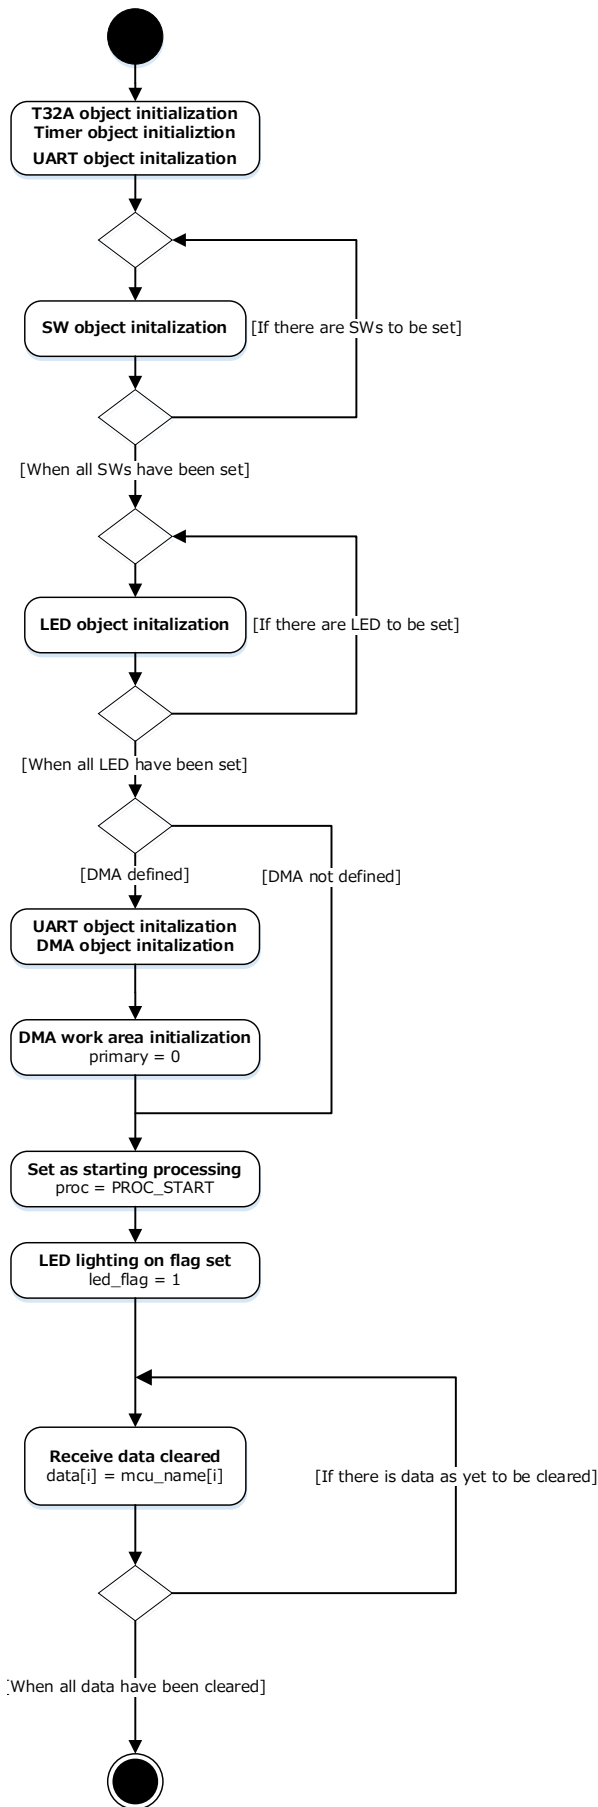 T32A object initialization
Timer object initializtion
UART object initalization
SW object initalization
[If there are SWs to be set]
[When all SWs have been set]
LED object initalization
[If there are LED to be set]
[When all LED have been set]
[DMA defined]
[DMA not defined]
UART object initalization
DMA object initalization
DMA work area initialization
primary = 0
Set as starting processing
proc = PROC_START
LED lighting on flag set
led_flag = 1
Receive data cleared
data[i] = mcu_name[i]
[If there is data as yet to be cleared]
[When all data have been cleared]